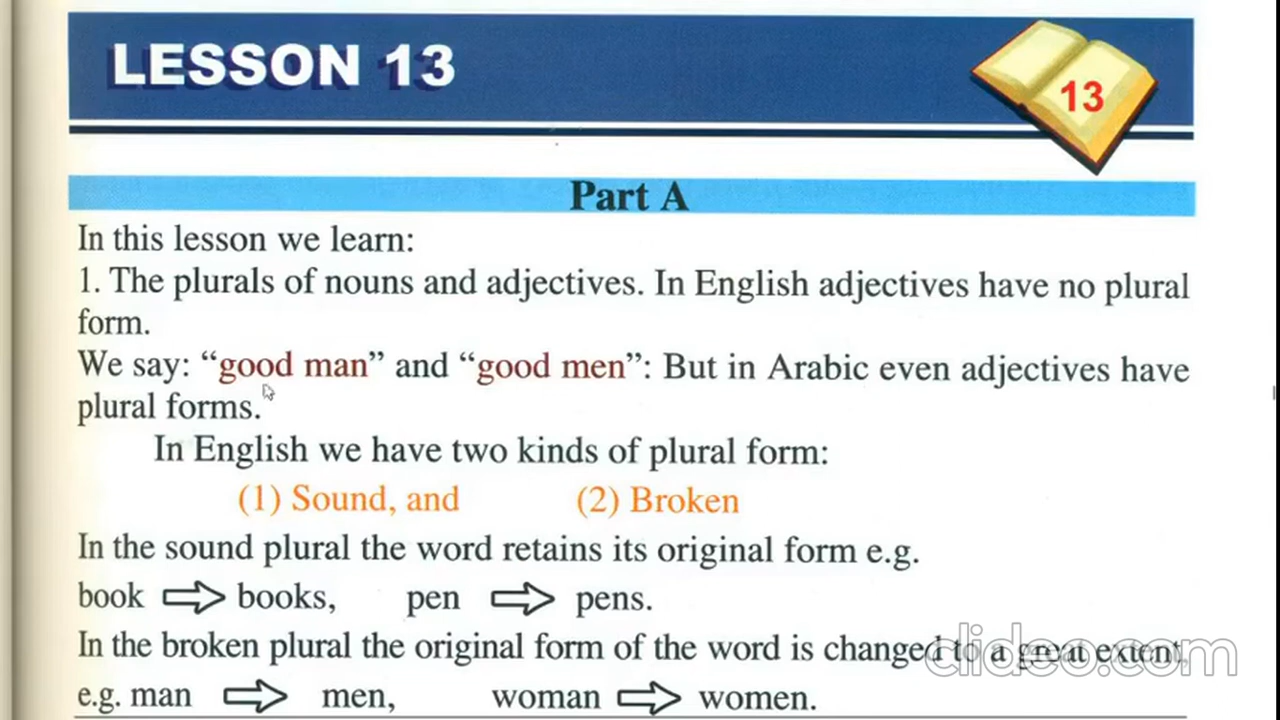 LESSON 13
13
Part A
In this lesson we learn:
1. The plurals of nouns and adjectives. In English adjectives have no plural
form.
We say: “good man” and “good men”: But in Arabic even adjectives have
plural forms.
In English we have two kinds of plural form:
(1) Sound, and (2) Broken
In the sound plural the word retains its original form e.g.
book ⇨ books, pen ⇨ pens.
In the broken plural the original form of the word is changed to a great extent,
e.g. man ⇨ men, woman ⇨ women.
clideo.com